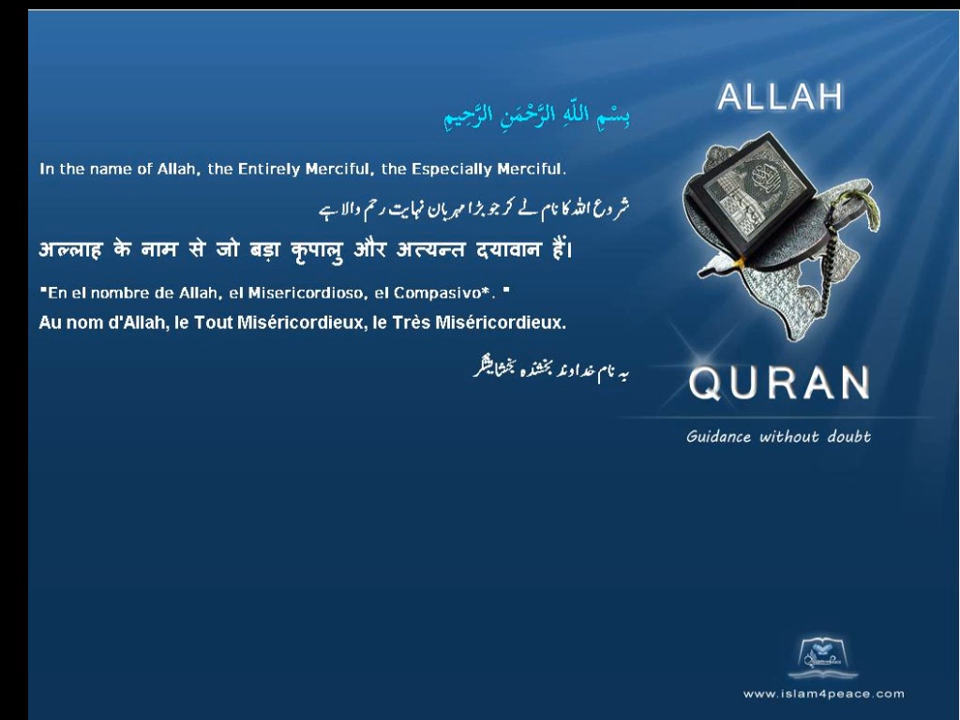 بِسْمِ اللّهِ الرَّحْمَنِ الرَّحِيمِ
In the name of Allah, the Entirely Merciful, the Especially Merciful.
شروع الله کا نام لے کر جو بڑا مہربان نہایت رحم والا ہے
अल्लाह के नाम से जो बड़ा कृपालु और अत्यन्त दयावान हैं।
"En el nombre de Allah, el Misericordioso, el Compasivo*. "
Au nom d'Allah, le Tout Miséricordieux, le Très Miséricordieux.
به نام خداوند بخشنده بخشایشگر
ALLAH
QURAN
Guidance without doubt
www.islam4peace.com